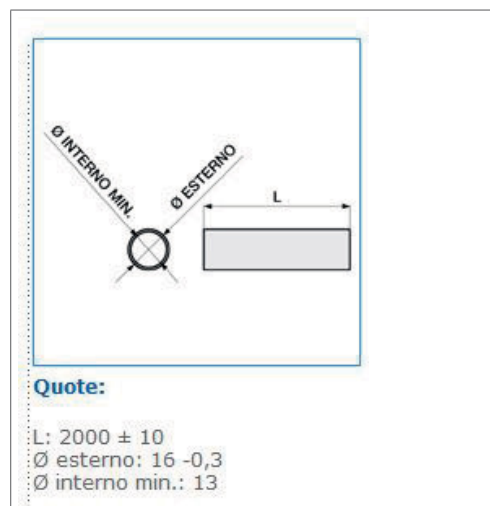 Ø INTERNO MIN.
Ø ESTERNO
L
Quote:
L: 2000 ± 10
Ø esterno: 16 -0,3
Ø interno min.: 13